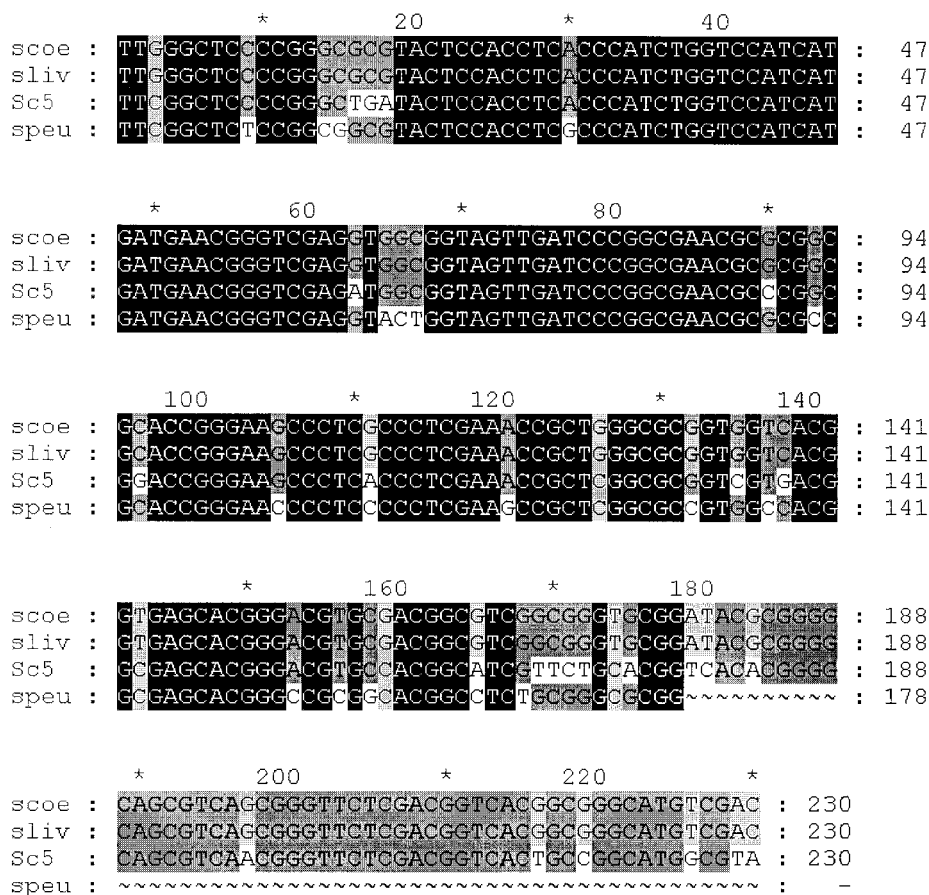 * 20 * 40
scoe : TTGGGCTCCCCGGGCGCGTACTCCACCTCACCCATCTGGTCCATCAT : 47
sliv : TTGGGCTCCCCGGGCGCGTACTCCACCTCACCCATCTGGTCCATCAT : 47
Sc5 : TTCGGCTCCCCGGGCTGATACTCCACCTCACCCATCTGGTCCATCAT : 47
speu : TTCGGCTCTCCGGCGGCGTACTCCACCTCGCCCATCTGGTCCATCAT : 47
* 60 * 80 *
scoe : GATGAACGGGTCGAGGTGGCGGTAGTTGATCCCGGCGAACGCGCGGC : 94
sliv : GATGAACGGGTCGAGGTGGCGGTAGTTGATCCCGGCGAACGCGCGGC : 94
Sc5 : GATGAACGGGTCGAGATGGCGGTAGTTGATCCCGGCGAACGCCCGGC : 94
speu : GATGAACGGGTCGAGGTACTGGTAGTTGATCCCGGCGAACGCGCGCC : 94
100 * 120 * 140
scoe : GCACCGGGAAGCCCTCGCCCTCGAAACCGCTGGGCGCGGTGGTCACG : 141
sliv : GCACCGGGAAGCCCTCGCCCTCGAAACCGCTGGGCGCGGTGGTCACG : 141
Sc5 : GGACCGGGAAGCCCTCACCCTCGAAACCGCTCGGCGCGGTCGTGACG : 141
speu : GCACCGGGAACCCCTCCCCCTCGAAGCCGCTCGGCGCCGTGGCCACG : 141
* 160 * 180
scoe : GTGAGCACGGGACGTGCGACGGCGTCGGCGGGTGCGGATACGCGGGG : 188
sliv : GTGAGCACGGGACGTGCGACGGCGTCGGCGGGTGCGGATACGCGGGG : 188
Sc5 : GCGAGCACGGGACGTGCCACGGCATCGTTCTGCACGGTCACACGGGG : 188
speu : GCGAGCACGGGCCGCGGCACGGCCTCTGCGGGCGCGG~~~~~~~~~~ : 178
* 200 * 220 *
scoe : CAGCGTCAGCGGGTTCTCGACGGTCACGGCGGGCATGTCGAC : 230
sliv : CAGCGTCAGCGGGTTCTCGACGGTCACGGCGGGCATGTCGAC : 230
Sc5 : CAGCGTCAACGGGTTCTCGACGGTCACTGCCGGCATGGCGTA : 230
speu : ~~~~~~~~~~~~~~~~~~~~~~~~~~~~~~~~~~~~~~~~~~ : -